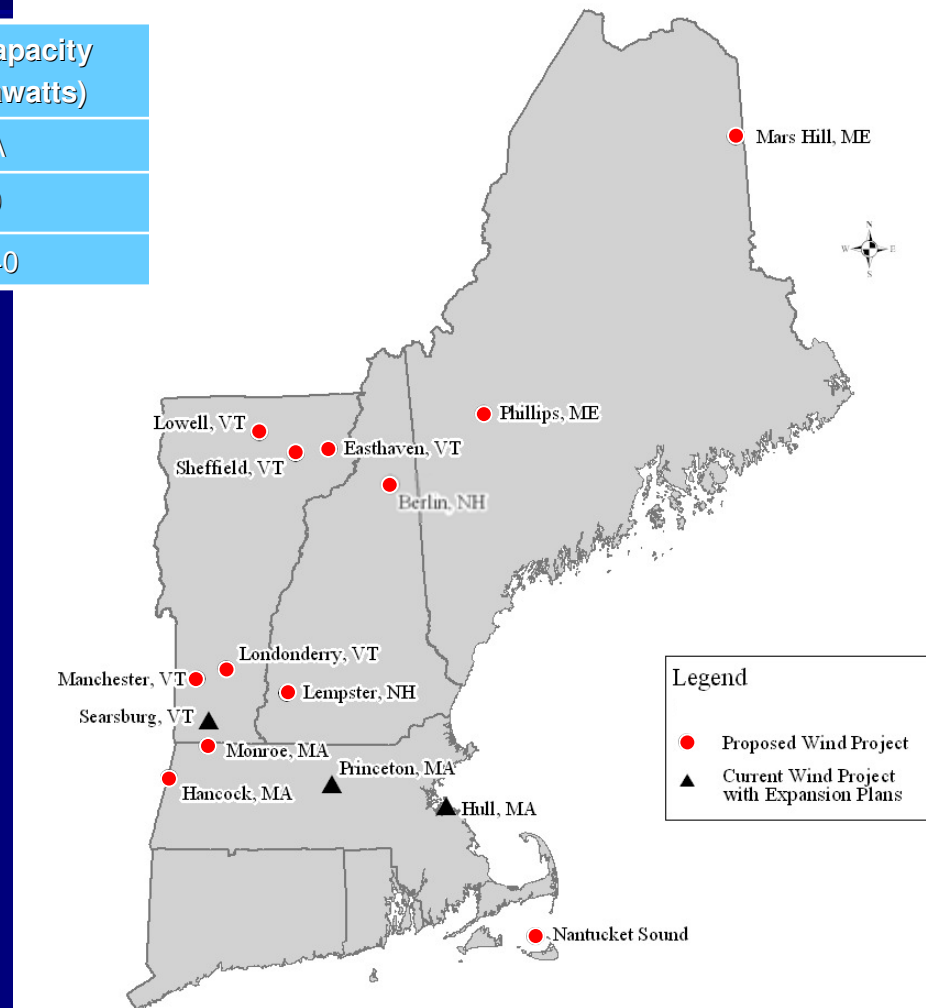 apacity
watts)
-0
Mars Hill, ME
N
W
E
S
Phillips, ME
Lowell, VT
Easthaven, VT
Sheffield, VT
Berlin, NH
Londonderry, VT
Manchester, VT
Lempster, NH
Searsburg, VT
Monroe, MA
Princeton, MA
Hancock, MA
Hull, MA
Nantucket Sound
Legend
Proposed Wind Project
Current Wind Project
with Expansion Plans